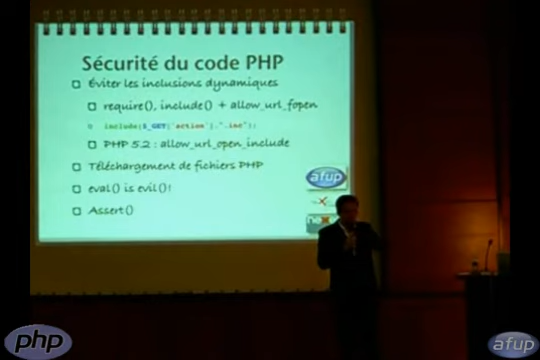 Sécurité du code PHP
Éviter les inclusions dynamiques
require(), include() + allow_url_fopen
include($_GET['action'].".inc");
PHP 5.2 : allow_url_open_include
Téléchargement de fichiers PHP
eval() is evil()!
Assert()
afup
php
afup